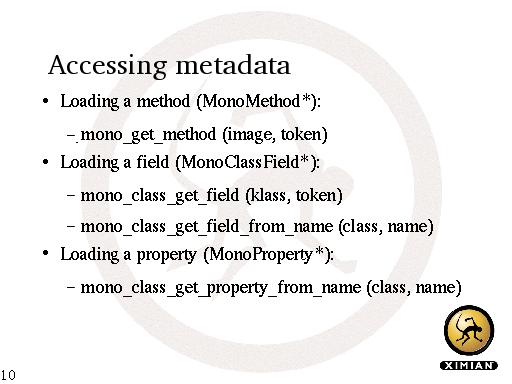 Accessing metadata
• Loading a method (MonoMethod*):
– mono_get_method (image, token)
• Loading a field (MonoClassField*):
– mono_class_get_field (klass, token)
– mono_class_get_field_from_name (class, name)
• Loading a property (MonoProperty*):
– mono_class_get_property_from_name (class, name)
XIMIAN
10